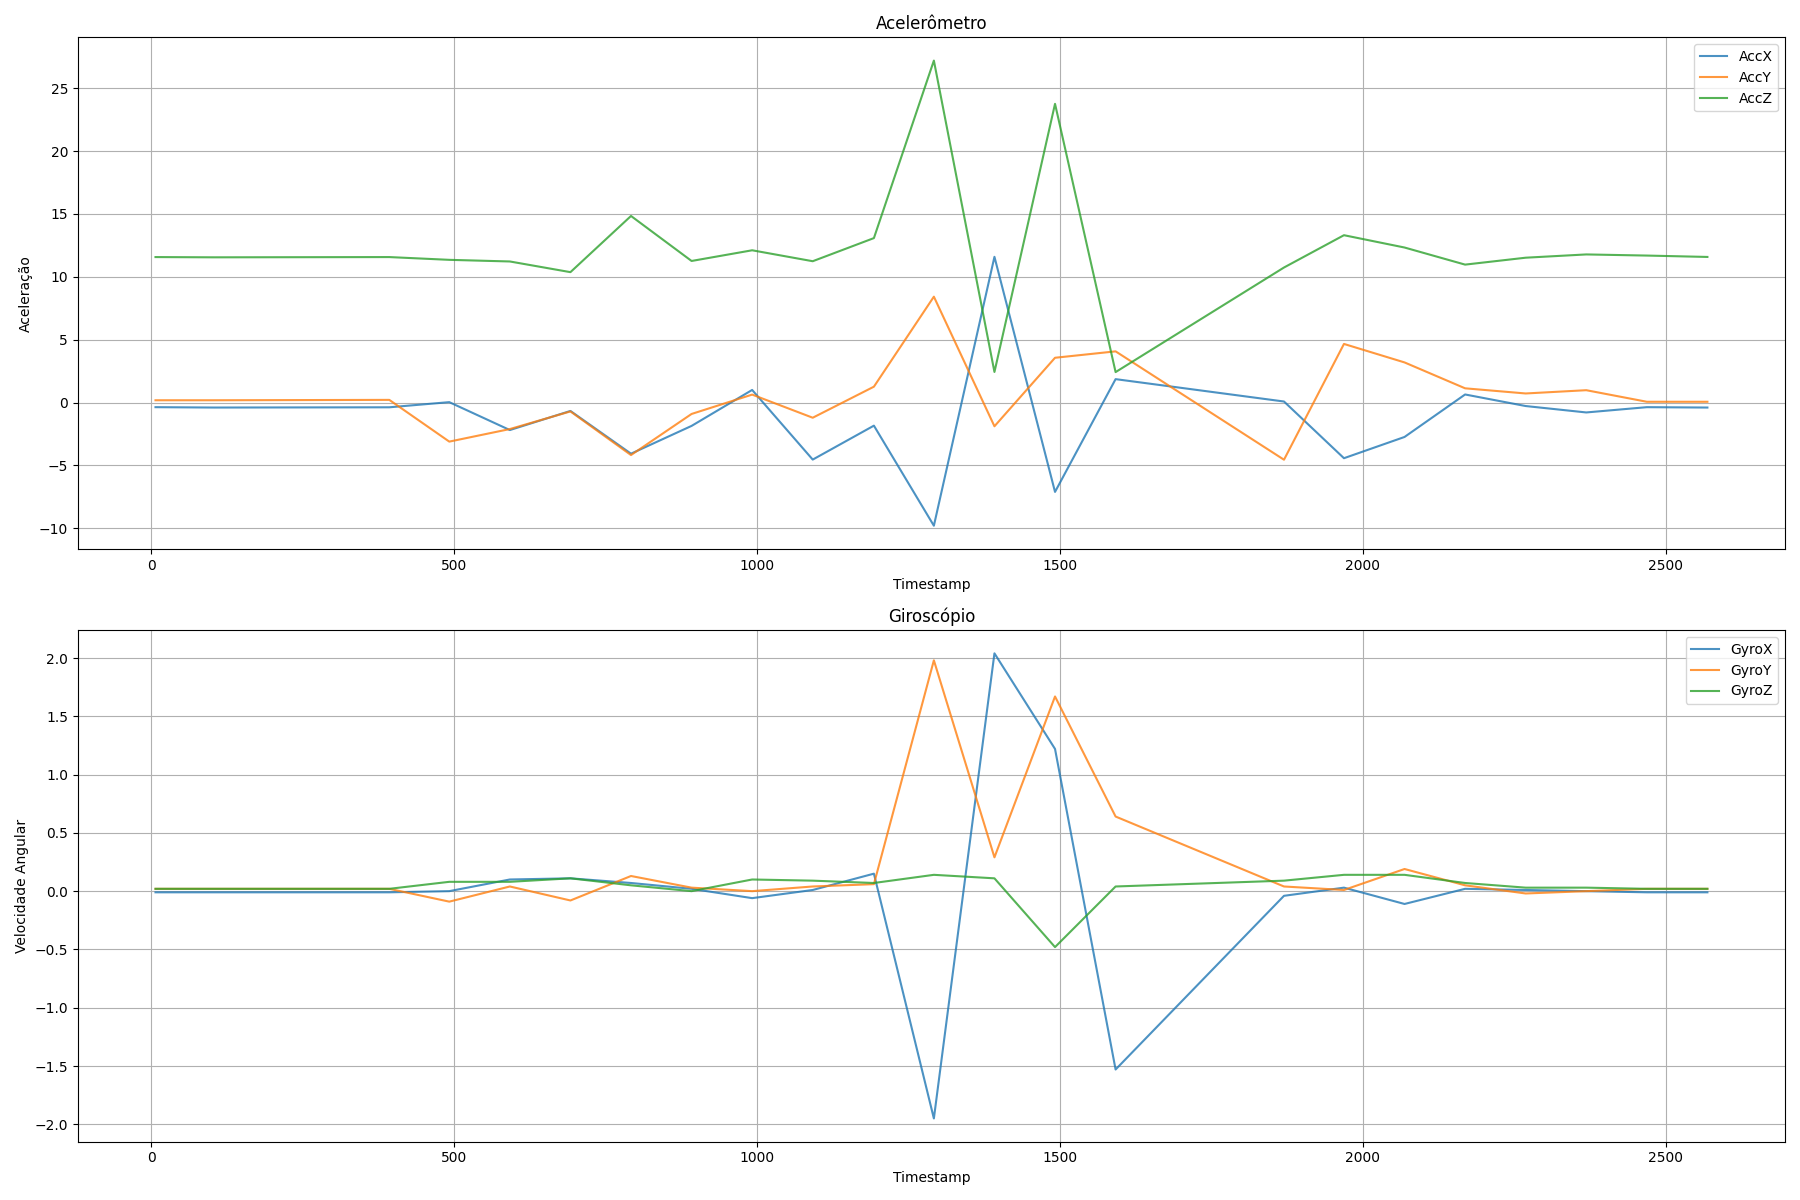 Acelerômetro
AccX
AccY
AccZ
25
20
15
10
5
0
−5
−10
Aceleração
0 500 1000 1500 2000 2500
Timestamp
Giroscópio
GyroX
GyroY
GyroZ
2.0
1.5
1.0
0.5
0.0
−0.5
−1.0
−1.5
−2.0
Velocidade Angular
0 500 1000 1500 2000 2500
Timestamp